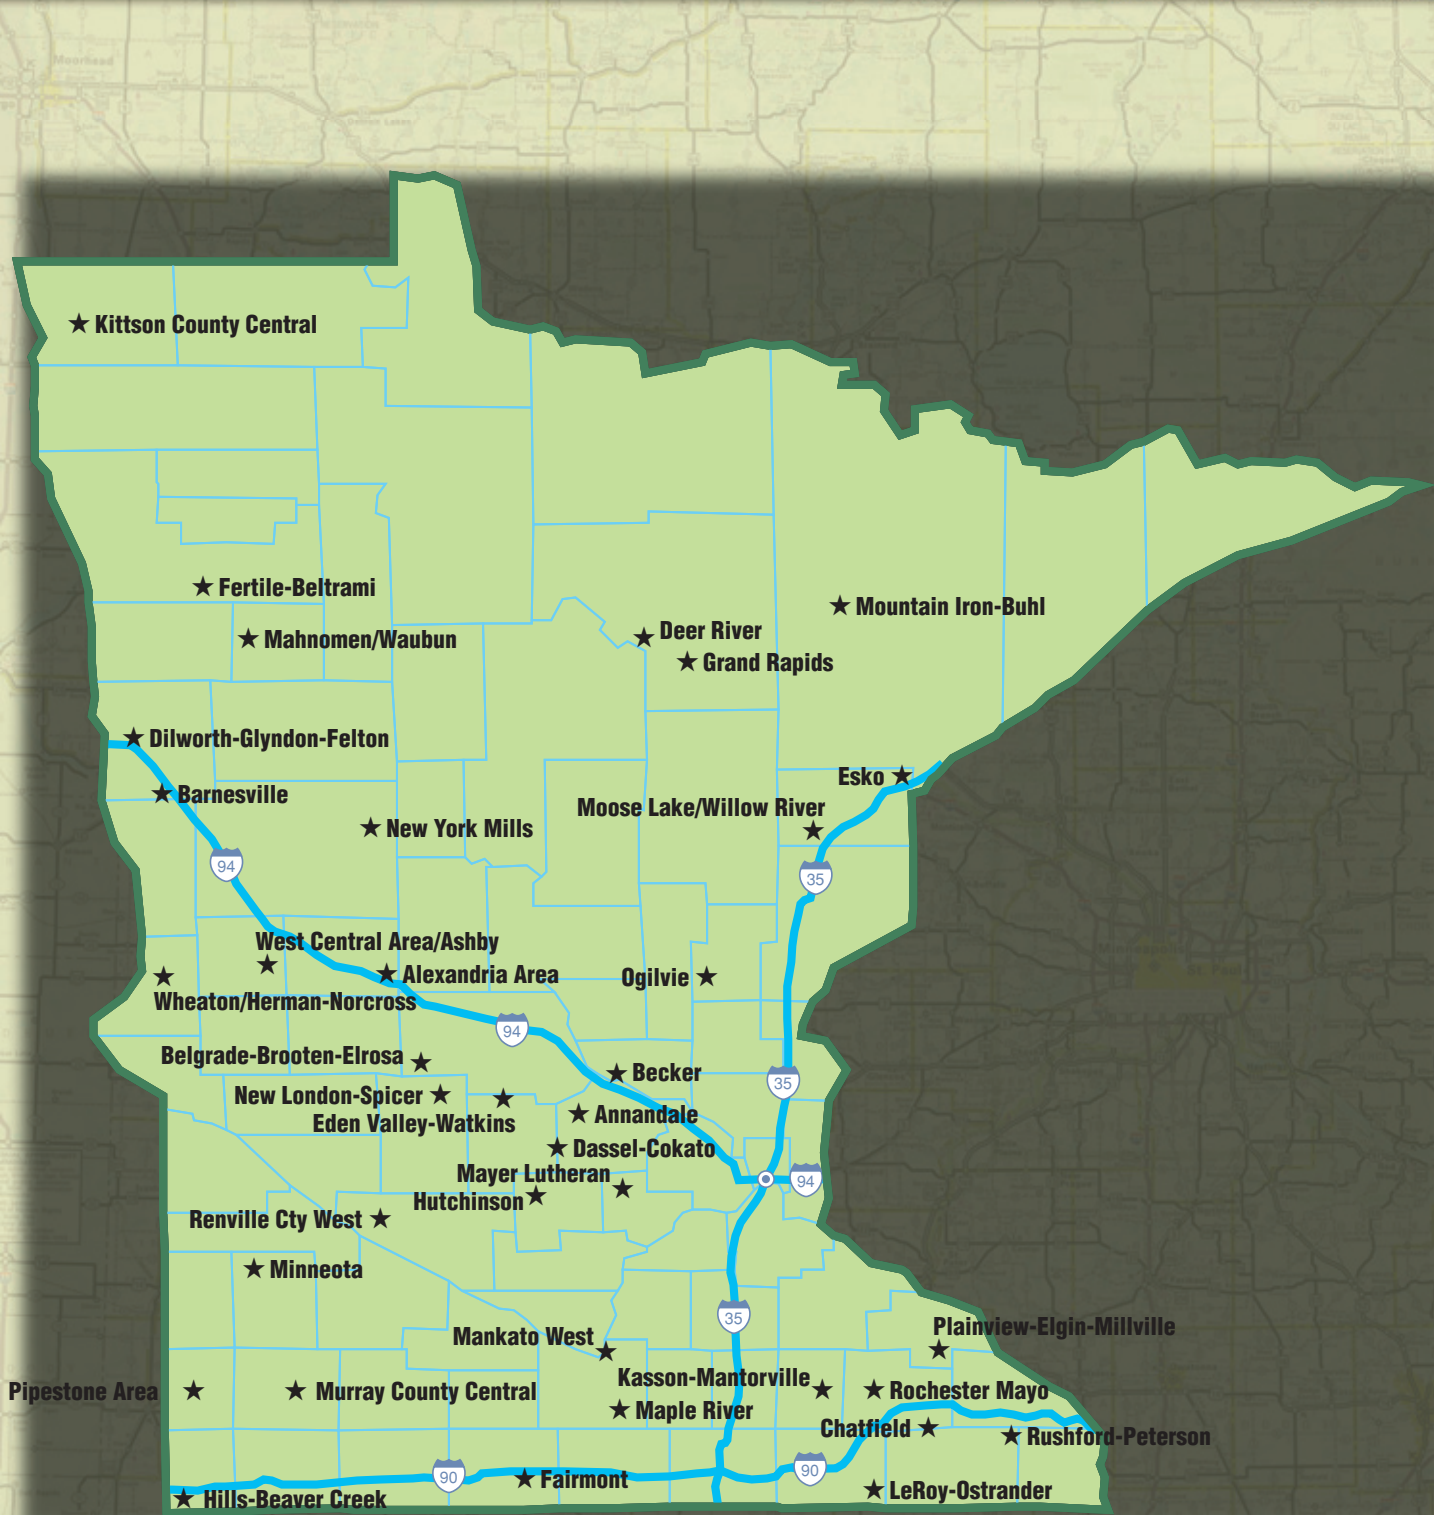 Moorhead
Kittson County Central
Fertile-Beltrami
Mountain Iron-Buhl
Deer River
Mahnomen/Waubun
Grand Rapids
Dilworth-Glyndon-Felton
Esko
Barnesville
Moose Lake/Willow River
New York Mills
94
35
West Central Area/Ashby
Alexandria Area
Ogilvie
Wheaton/Herman-Norcross
94
Belgrade-Brooten-Elrosa
Becker
35
New London-Spicer
Annandale
Eden Valley-Watkins
Dassel-Cokato
Mayer Lutheran
94
Hutchinson
Renville Cty West
Minneota
35
Plainview-Elgin-Millville
Mankato West
Kasson-Mantorville
Pipestone Area
Murray County Central
Rochester Mayo
Maple River
Chatfield
Rushford-Peterson
90
90
Fairmont
LeRoy-Ostrander
Hills-Beaver Creek